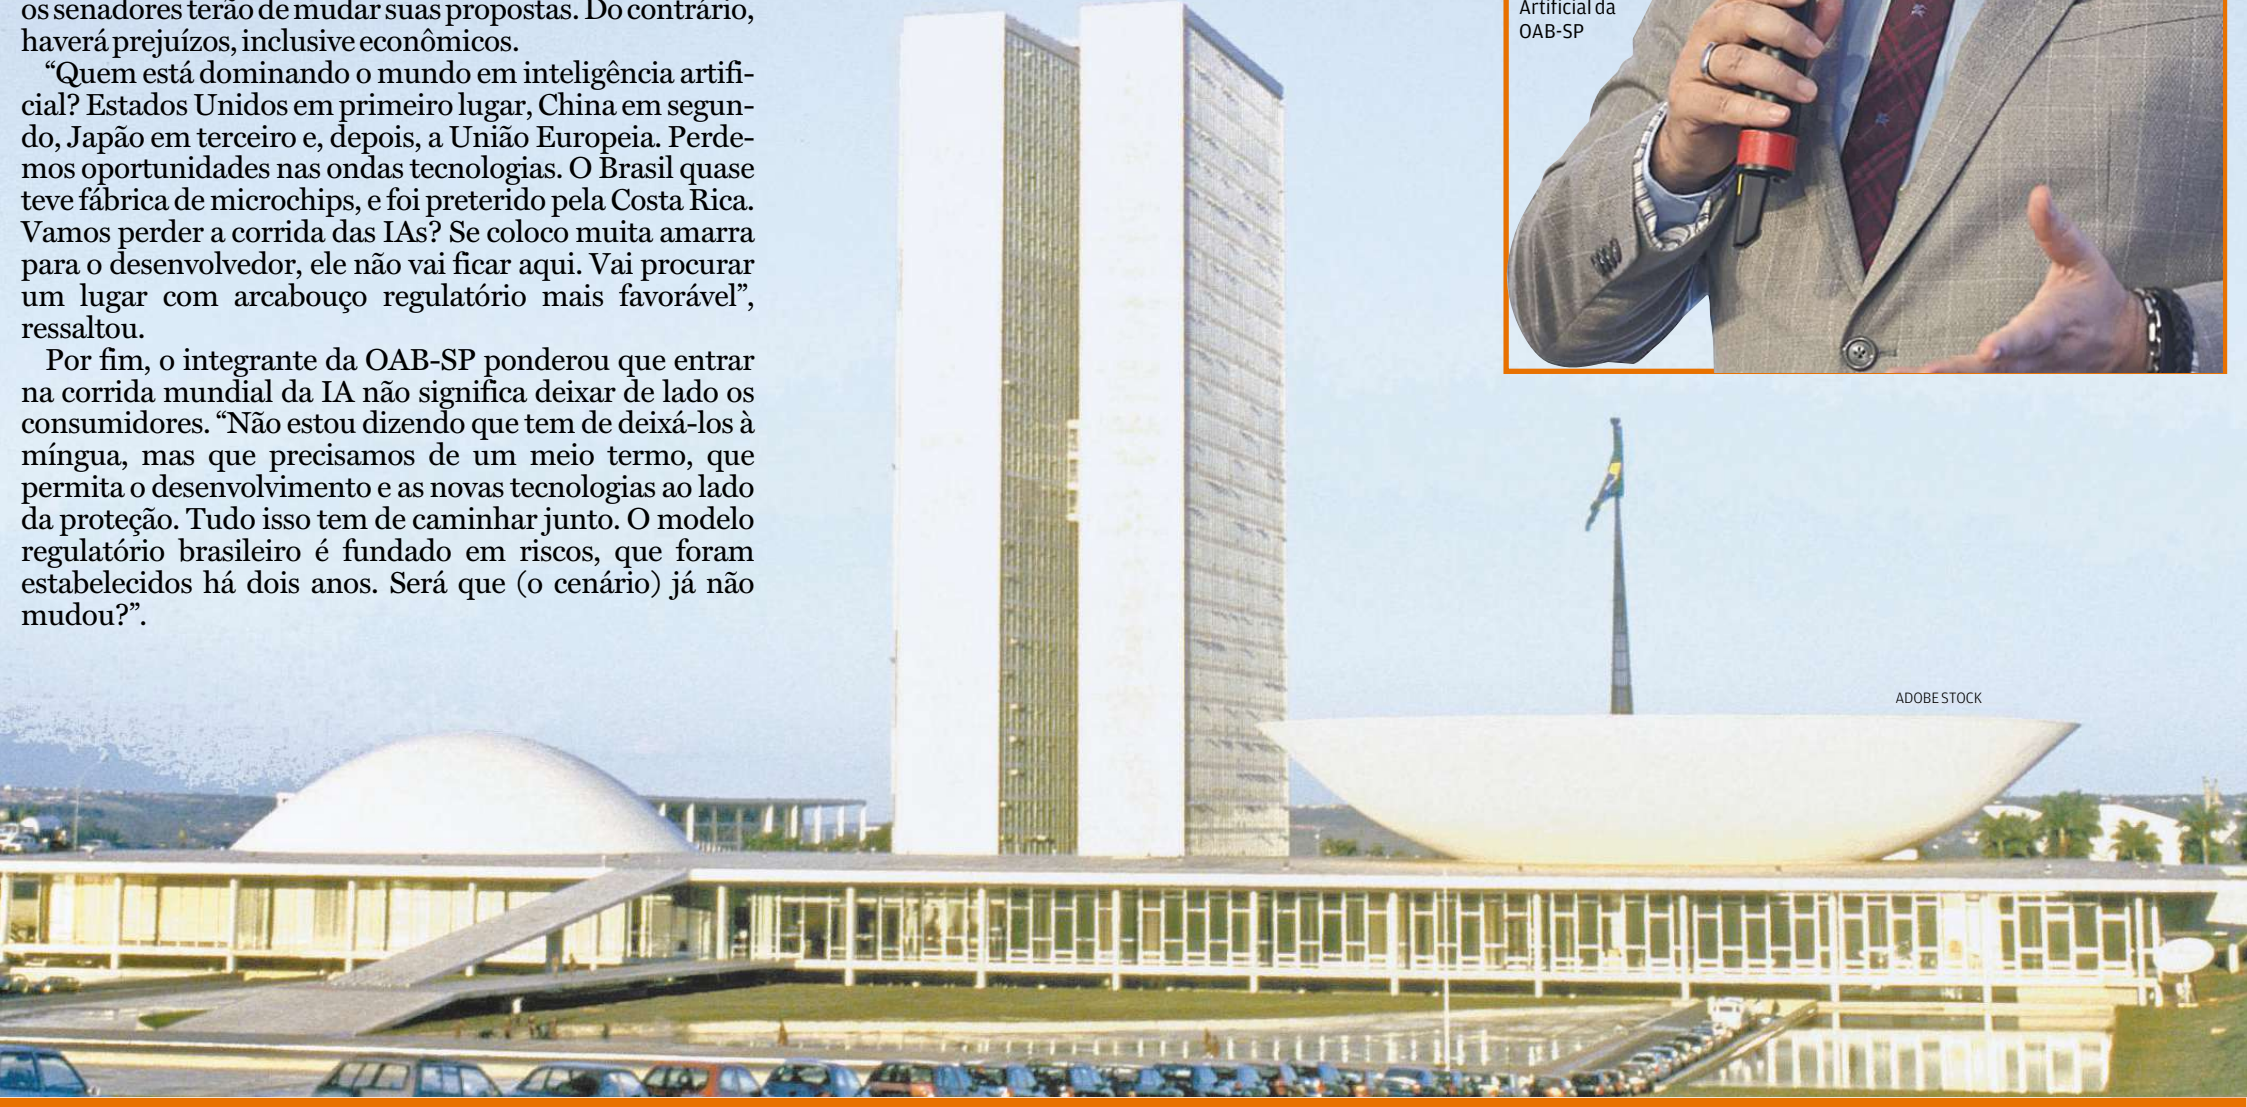 os senadores terão de mudar suas propostas. Do contrário,
haverá prejuízos, inclusive econômicos.
“Quem está dominando o mundo em inteligência artifi-
cial? Estados Unidos em primeiro lugar, China em segun-
do, Japão em terceiro e, depois, a União Europeia. Perde-
mos oportunidades nas ondas tecnologias. O Brasil quase
teve fábrica de microchips, e foi preterido pela Costa Rica.
Vamos perder a corrida das IAs? Se coloco muita amarra
para o desenvolvedor, ele não vai ficar aqui. Vai procurar
um lugar com arcabouço regulatório mais favorável”,
ressaltou.
Por fim, o integrante da OAB-SP ponderou que entrar
na corrida mundial da IA não significa deixar de lado os
consumidores. “Não estou dizendo que tem de deixá-los à
míngua, mas que precisamos de um meio termo, que
permita o desenvolvimento e as novas tecnologias ao lado
da proteção. Tudo isso tem de caminhar junto. O modelo
regulatório brasileiro é fundado em riscos, que foram
estabelecidos há dois anos. Será que (o cenário) já não
mudou?”.
Artificial da
OAB-SP
ADOBE STOCK